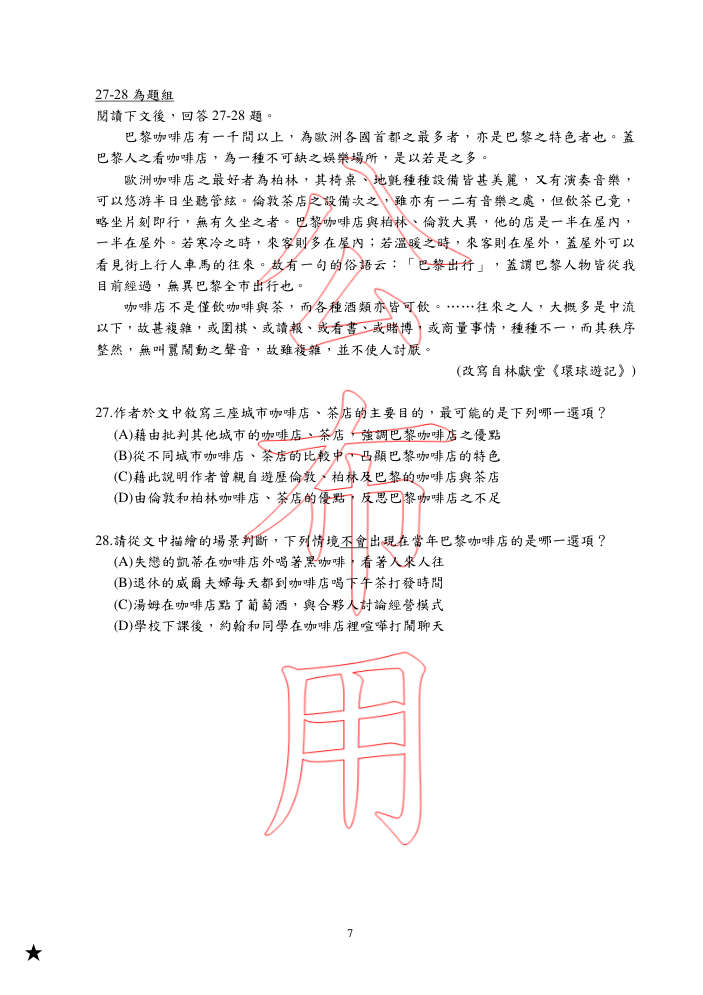 27-28 為題組
閱讀下文後，回答 27-28 題。
巴黎咖啡店有一千間以上，為歐洲各國首都之最多者，亦是巴黎之特色者也。蓋
巴黎人之看咖啡店，為一種不可缺之娛樂場所，是以若是之多。
歐洲咖啡店之最好者為柏林，其椅桌、地氈種種設備皆甚美麗，又有演奏音樂，
可以悠游半日坐聽管絃。倫敦茶店之設備次之，雖亦有一二有音樂之處，但飲茶已竟，
略坐片刻即行，無有久坐之者。巴黎咖啡店與柏林、倫敦大異，他的店是一半在屋內，
一半在屋外。若寒冷之時，來客則多在屋內；若溫暖之時，來客則在屋外，蓋屋外可以
看見街上行人車馬的往來。故有一句的俗語云：「巴黎出行」，蓋謂巴黎人物皆從我
目前經過，無異巴黎全市出行也。
咖啡店不是僅飲咖啡與茶，而各種酒類亦皆可飲。……往來之人，大概多是中流
以下，故甚複雜，或圍棋、或讀報、或看書、或賭博，或商量事情，種種不一，而其秩序
整然，無叫囂鬧動之聲音，故雖複雜，並不使人討厭。
(改寫自林獻堂《環球遊記》)
27.作者於文中敘寫三座城市咖啡店、茶店的主要目的，最可能的是下列哪一選項？
(A)藉由批判其他城市的咖啡店、茶店，強調巴黎咖啡店之優點
(B)從不同城市咖啡店、茶店的比較中，凸顯巴黎咖啡店的特色
(C)藉此說明作者曾親自遊歷倫敦、柏林及巴黎的咖啡店與茶店
(D)由倫敦和柏林咖啡店、茶店的優點，反思巴黎咖啡店之不足
28.請從文中描繪的場景判斷，下列情境不會出現在當年巴黎咖啡店的是哪一選項？
(A)失戀的凱蒂在咖啡店外喝著黑咖啡，看著人來人往
(B)退休的威爾夫婦每天都到咖啡店喝下午茶打發時間
(C)湯姆在咖啡店點了葡萄酒，與合夥人討論經營模式
(D)學校下課後，約翰和同學在咖啡店裡喧嘩打鬧聊天
公布用
7
★